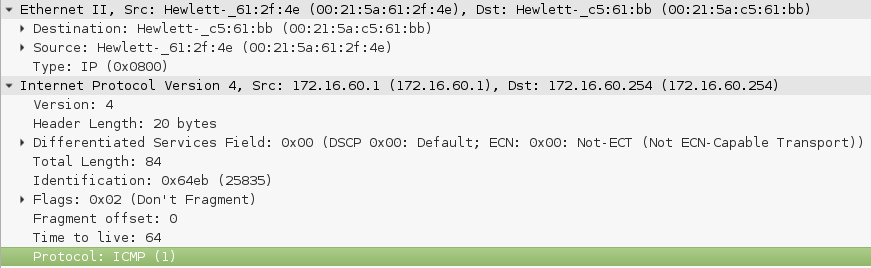 Ethernet II, Src: Hewlett-_61:2f:4e (00:21:5a:61:2f:4e), Dst: Hewlett-_c5:61:bb (00:21:5a:c5:61:bb)
Destination: Hewlett-_c5:61:bb (00:21:5a:c5:61:bb)
Source: Hewlett-_61:2f:4e (00:21:5a:61:2f:4e)
Type: IP (0x0800)
Internet Protocol Version 4, Src: 172.16.60.1 (172.16.60.1), Dst: 172.16.60.254 (172.16.60.254)
Version: 4
Header Length: 20 bytes
Differentiated Services Field: 0x00 (DSCP 0x00: Default; ECN: 0x00: Not-ECT (Not ECN-Capable Transport))
Total Length: 84
Identification: 0x64eb (25835)
Flags: 0x02 (Don't Fragment)
Fragment offset: 0
Time to live: 64
Protocol: ICMP (1)